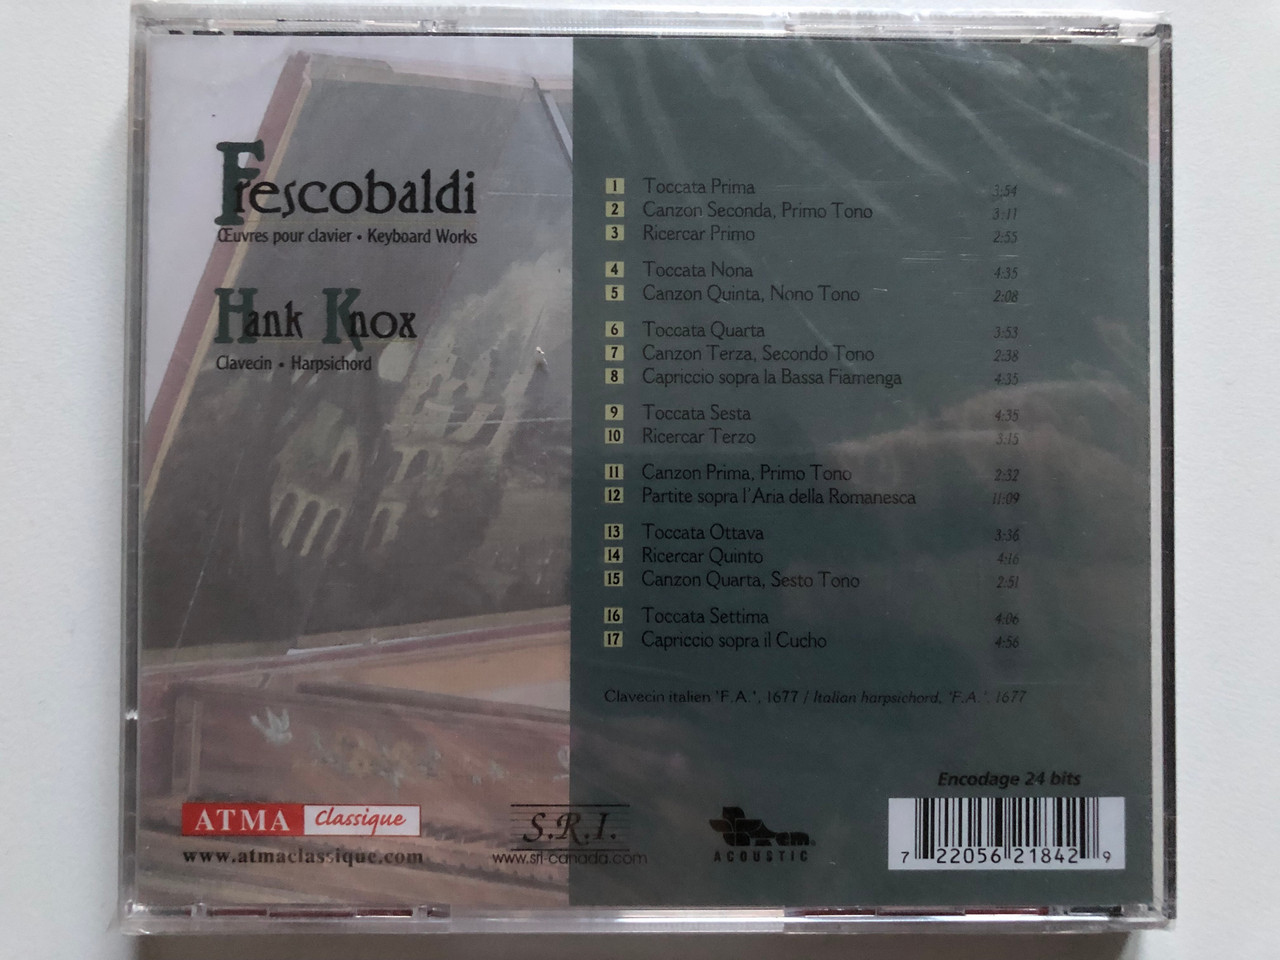 Frescobaldi
Œuvres pour clavier • Keyboard Works
Hank Knox
Clavecin • Harpsichord
1 Toccata Prima 3:54
2 Canzon Seconda, Primo Tono 3:11
3 Ricercar Primo 2:55
4 Toccata Nona 4:35
5 Canzon Quinta, Nono Tono 2:08
6 Toccata Quarta 3:53
7 Canzon Terza, Secondo Tono 2:38
8 Capriccio sopra la Bassa Fiamenga 4:35
9 Toccata Sesta 4:35
10 Ricercar Terzo 3:15
11 Canzon Prima, Primo Tono 2:32
12 Partite sopra l'Aria della Romanesca 11:09
13 Toccata Ottava 3:36
14 Ricercar Quinto 4:16
15 Canzon Quarta, Sesto Tono 2:51
16 Toccata Settima 4:06
17 Capriccio sopra il Cucho 4:56
Clavecin italien 'F.A.', 1677 / Italian harpsichord, 'F.A.', 1677
Encodage 24 bits
ATMA Classique
www.atmaclassique.com
S.R.I.
www.sri-canada.com
ACOUSTIC
7 22056 21842 9